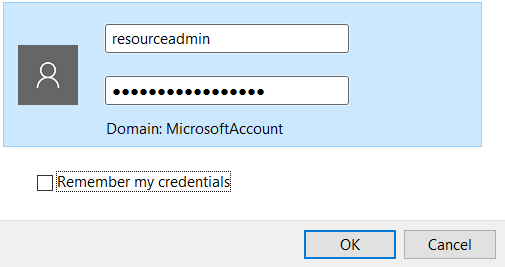 resourceadmin
●●●●●●●●●●●●●●●●●
Domain: MicrosoftAccount
Remember my credentials
OK
Cancel